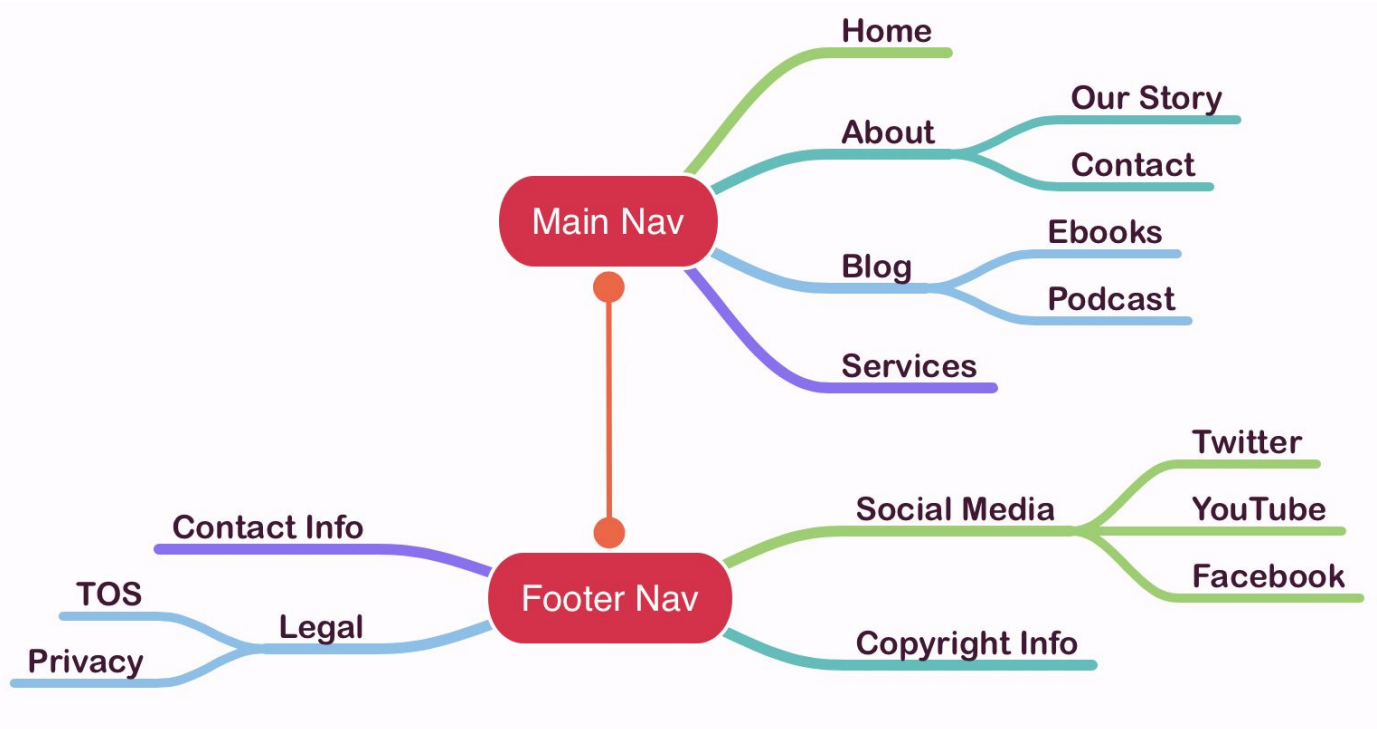 Home
About
Our Story
Contact
Main Nav
Blog
Ebooks
Podcast
Services
Contact Info
TOS
Legal
Privacy
Footer Nav
Social Media
Twitter
YouTube
Facebook
Copyright Info